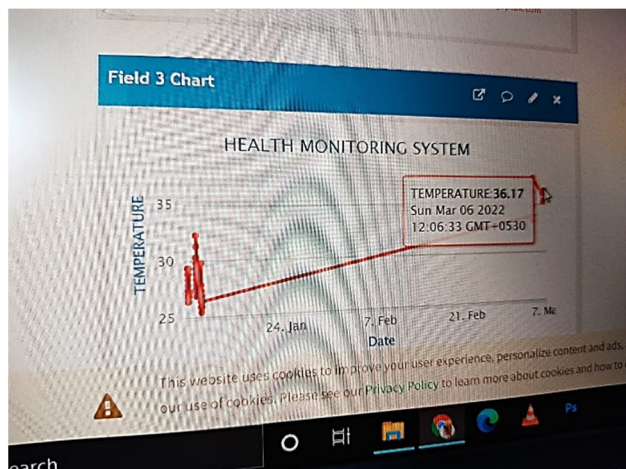 Field 3 Chart
HEALTH MONITORING SYSTEM
TEMPERATURE
35
30
25
TEMPERATURE:36.17
Sun Mar 06 2022
12:06:33 GMT+0530
24. Jan
7. Feb
21. Feb
7. Ma
Date
This website uses cookies to improve your user experience, personalize content and ads,
our use of cookies. Please see our Privacy Policy to learn more about cookies and how to
earch
Ps